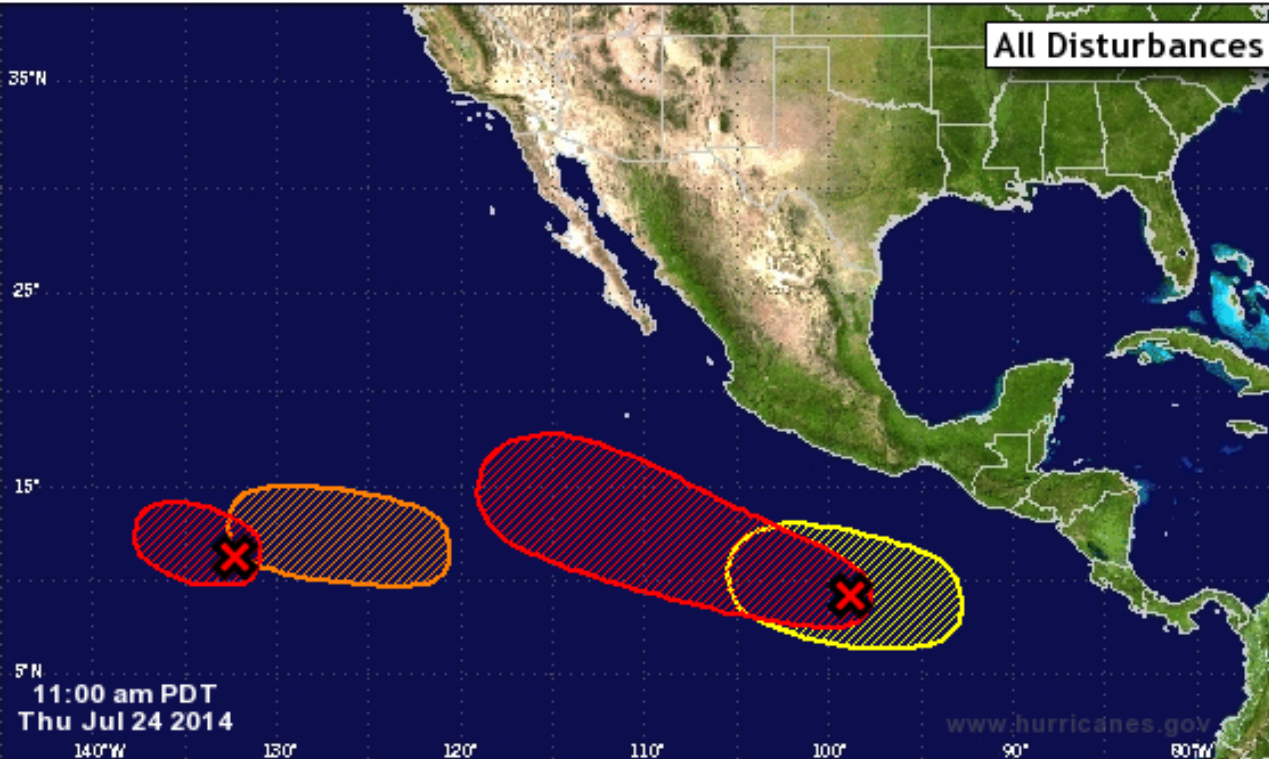 All Disturbances
35°N
25°
15°
5°N
11:00 am PDT
Thu Jul 24 2014
www.hurricanes.gov
140°W 130° 120° 110° 100° 90° 80°W